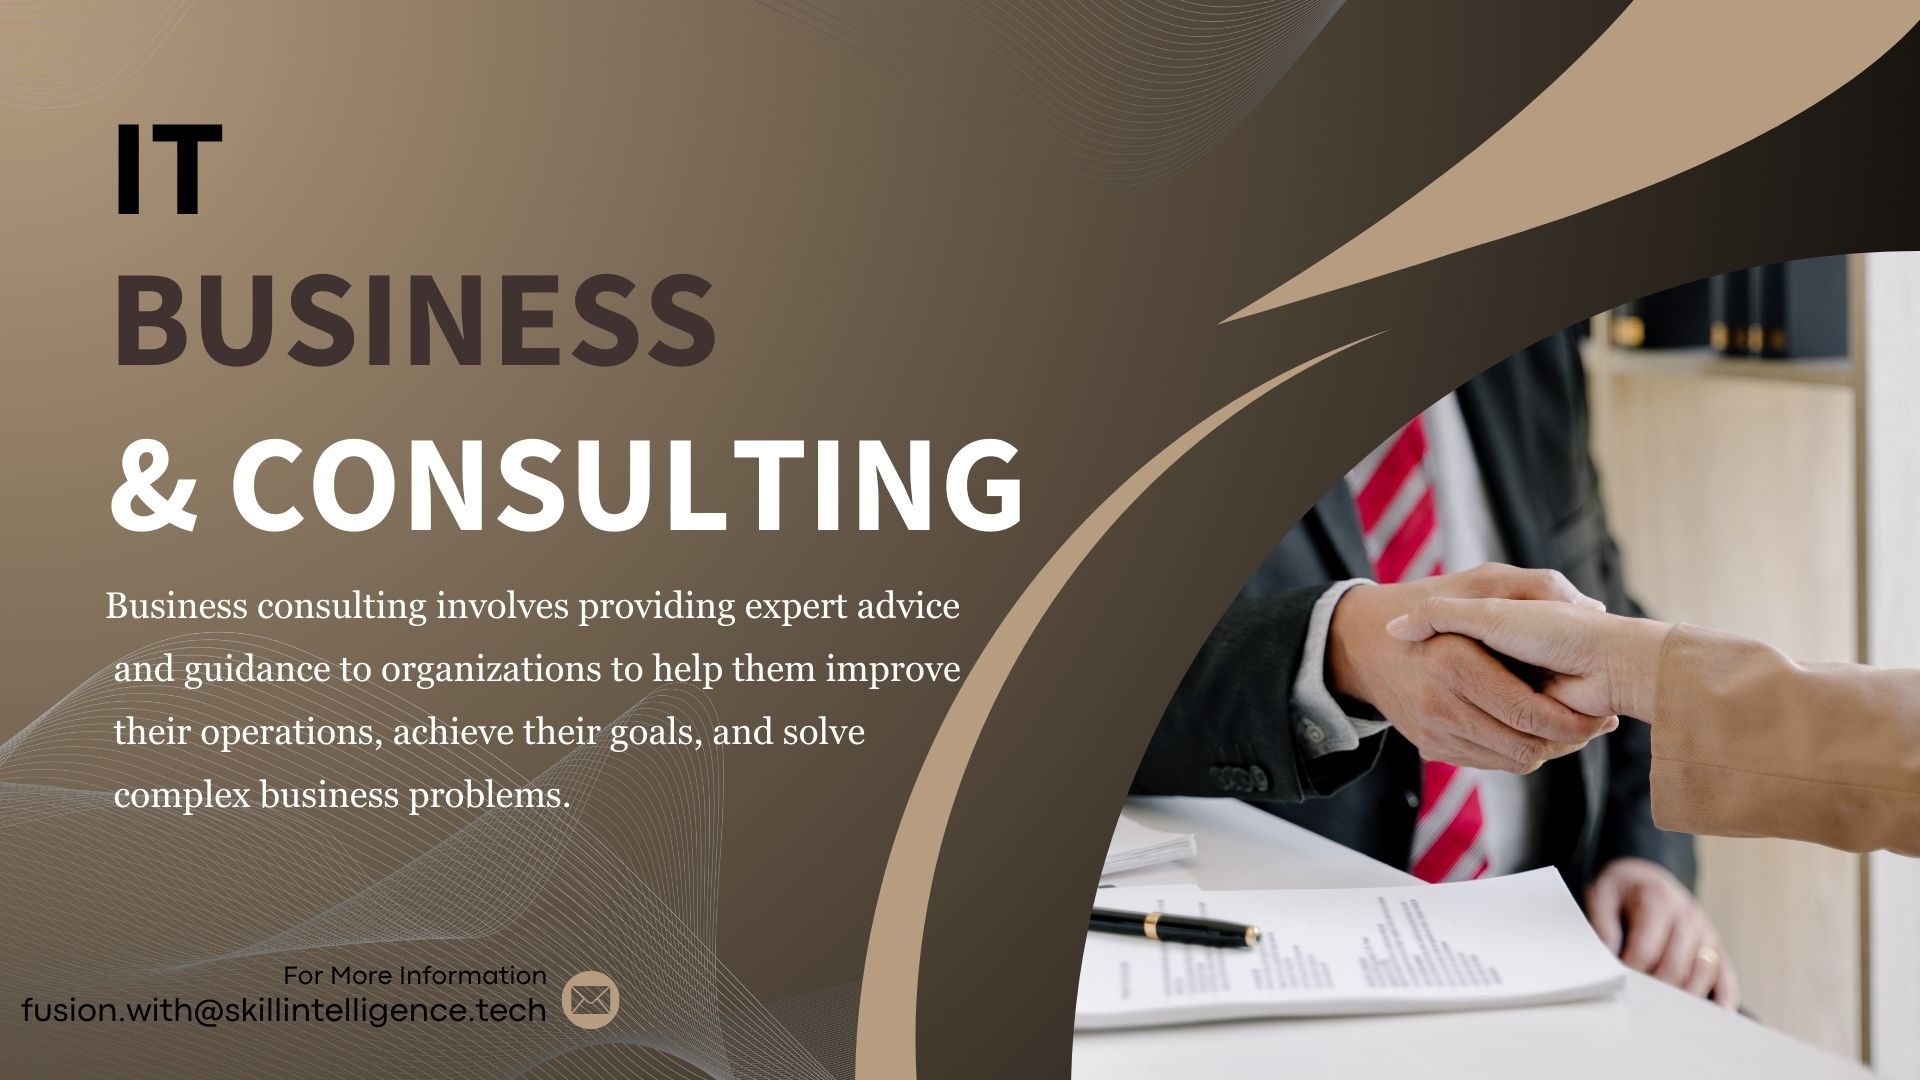 IT
BUSINESS
& CONSULTING
Business consulting involves providing expert advice
and guidance to organizations to help them improve
their operations, achieve their goals, and solve
complex business problems.
For More Information
fusion.with@skillintelligence.tech